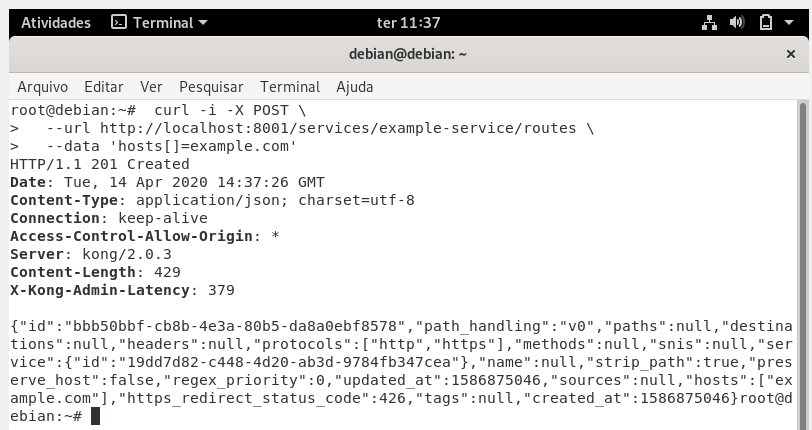 Atividades Terminal ter 11:37
debian@debian: ~ ×
Arquivo Editar Ver Pesquisar Terminal Ajuda
root@debian:~#  curl -i -X POST \
>   --url http://localhost:8001/services/example-service/routes \
>   --data 'hosts[]=example.com'
HTTP/1.1 201 Created
Date: Tue, 14 Apr 2020 14:37:26 GMT
Content-Type: application/json; charset=utf-8
Connection: keep-alive
Access-Control-Allow-Origin: *
Server: kong/2.0.3
Content-Length: 429
X-Kong-Admin-Latency: 379
{"id":"bbb50bbf-cb8b-4e3a-80b5-da8a0ebf8578","path_handling":"v0","paths":null,"destina
tions":null,"headers":null,"protocols":["http","https"],"methods":null,"snis":null,"ser
vice":{"id":"19dd7d82-c448-4d20-ab3d-9784fb347cea"},"name":null,"strip_path":true,"pres
erve_host":false,"regex_priority":0,"updated_at":1586875046,"sources":null,"hosts":["ex
ample.com"],"https_redirect_status_code":426,"tags":null,"created_at":1586875046}root@d
ebian:~#